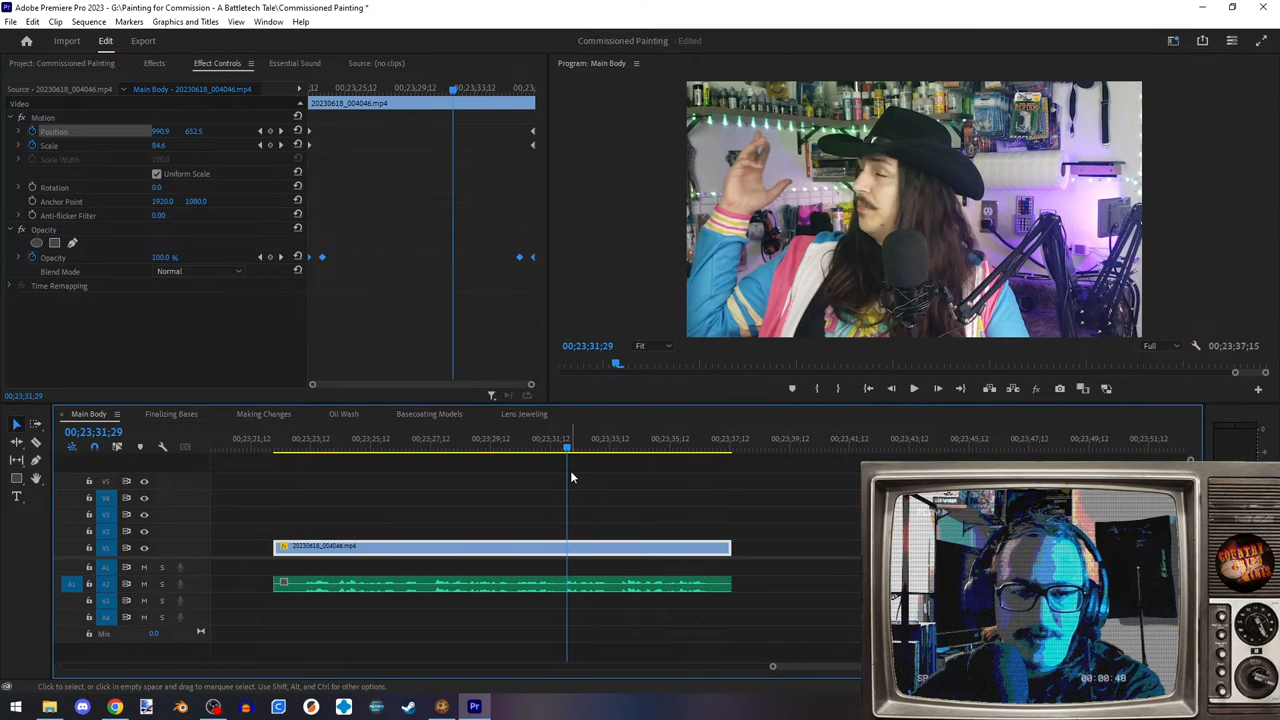 Adobe Premiere Pro 2023 - G:\Painting for Commission - A Battletech Tale\Commissioned Painting *
File Edit Clip Sequence Markers Graphics and Titles View Window Help
Import Edit Export Commissioned Painting - Edited
Project: Commissioned Painting Effects Effect Controls Essential Sound Source: (no clips) Program: Main Body
Source • 20230618_004046.mp4 Main Body • 20230618_004046.mp4 ;12 00;23;25;12 00;23;29;12 00;23;33;12 00;23;
Video 20230618_004046.mp4
Motion
Position 990.9 652.5
Scale 84.6
Scale Width 100.0
Uniform Scale
Rotation 0.0
Anchor Point 1920.0 1080.0
Anti-flicker Filter 0.00
Opacity
Opacity 100.0 %
Blend Mode Normal
Time Remapping
00;23;31;29 Fit Full 00;23;37;15
00;23;31;29
Main Body Finalizing Bases Making Changes Oil Wash Basecoating Models Lens Jeweling
00;23;31;29
00;23;21;12 00;23;23;12 00;23;25;12 00;23;27;12 00;23;29;12 00;23;31;12 00;23;33;12 00;23;35;12 00;23;37;12 00;23;39;12 00;23;41;12 00;23;43;12 00;23;45;12 00;23;47;12 00;23;49;12 00;23;51;12
V5
V4
V3
V2
V1 20230618_004046.mp4
A1 M S
A1 A2 M S
A3 M S
A4 M S
Mix 0.0
0
-6
SP 00:00:48
Click to select, or click in empty space and drag to marquee select. Use Shift, Alt, and Ctrl for other options.